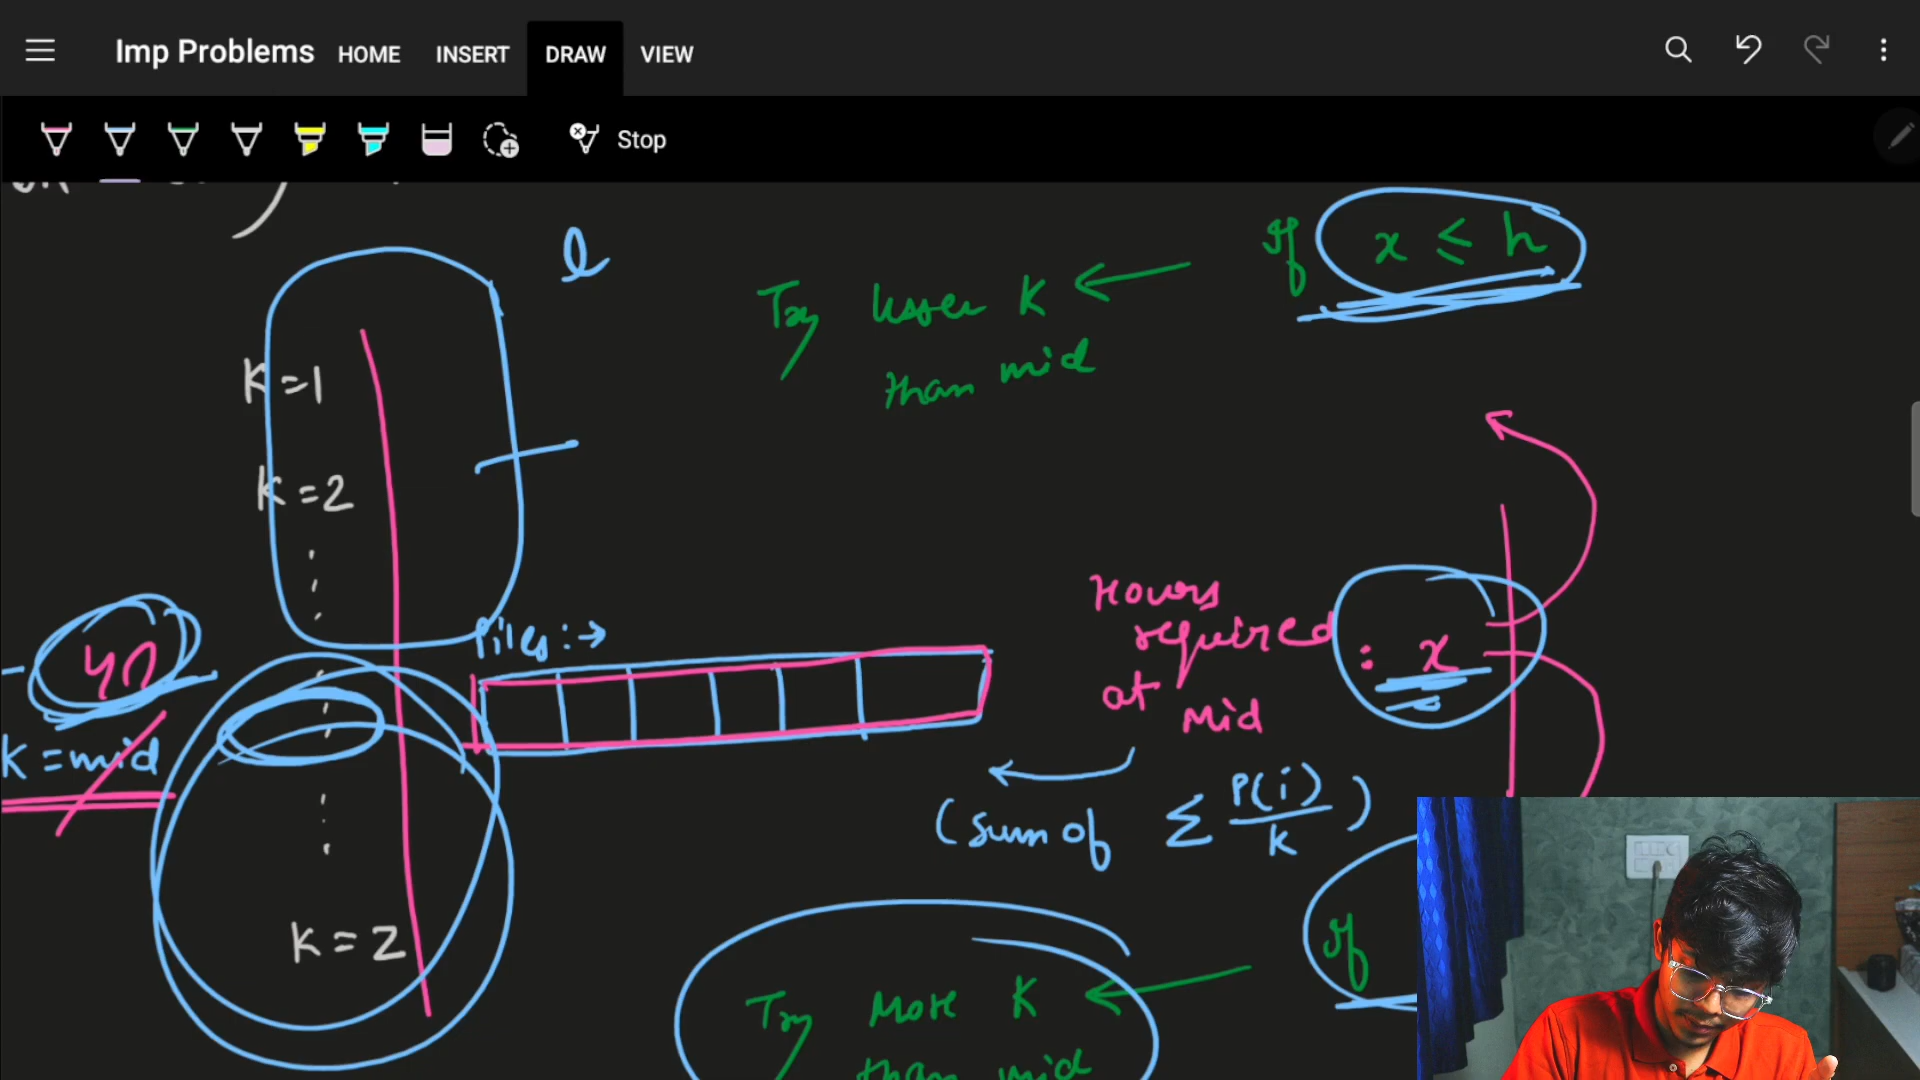 Imp Problems HOME INSERT DRAW VIEW
Stop
l
If x ≤ h
Try lesser K
than mid
K=1
K=2
Piles:→
Hours
required
at
Mid
: x
K=mid
(sum of Σ P(i)/K)
K=Z
If
Try More K
than mid